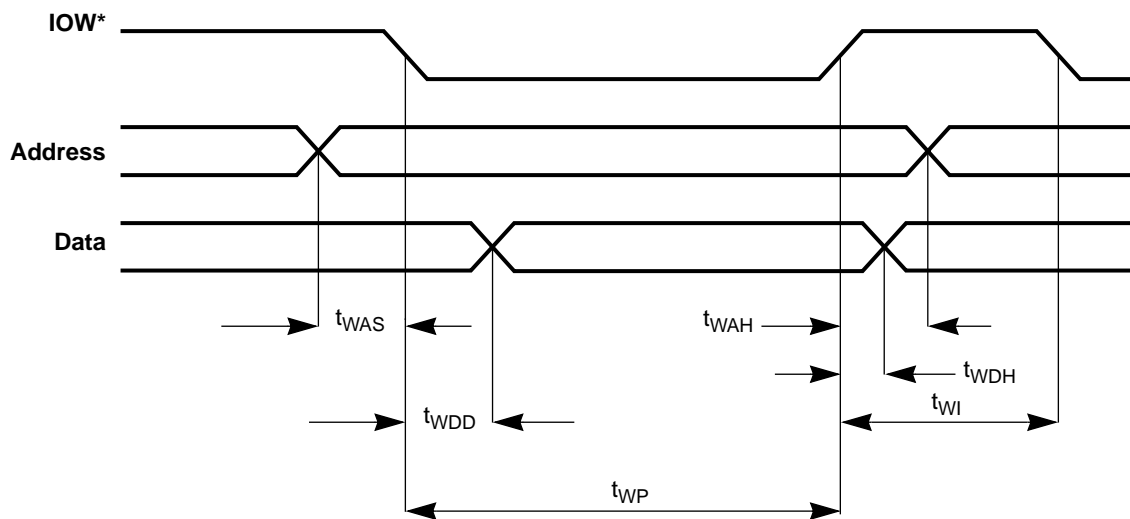 IOW*
Address
Data
tWAS
tWAH
tWDH
tWDD
tWI
tWP